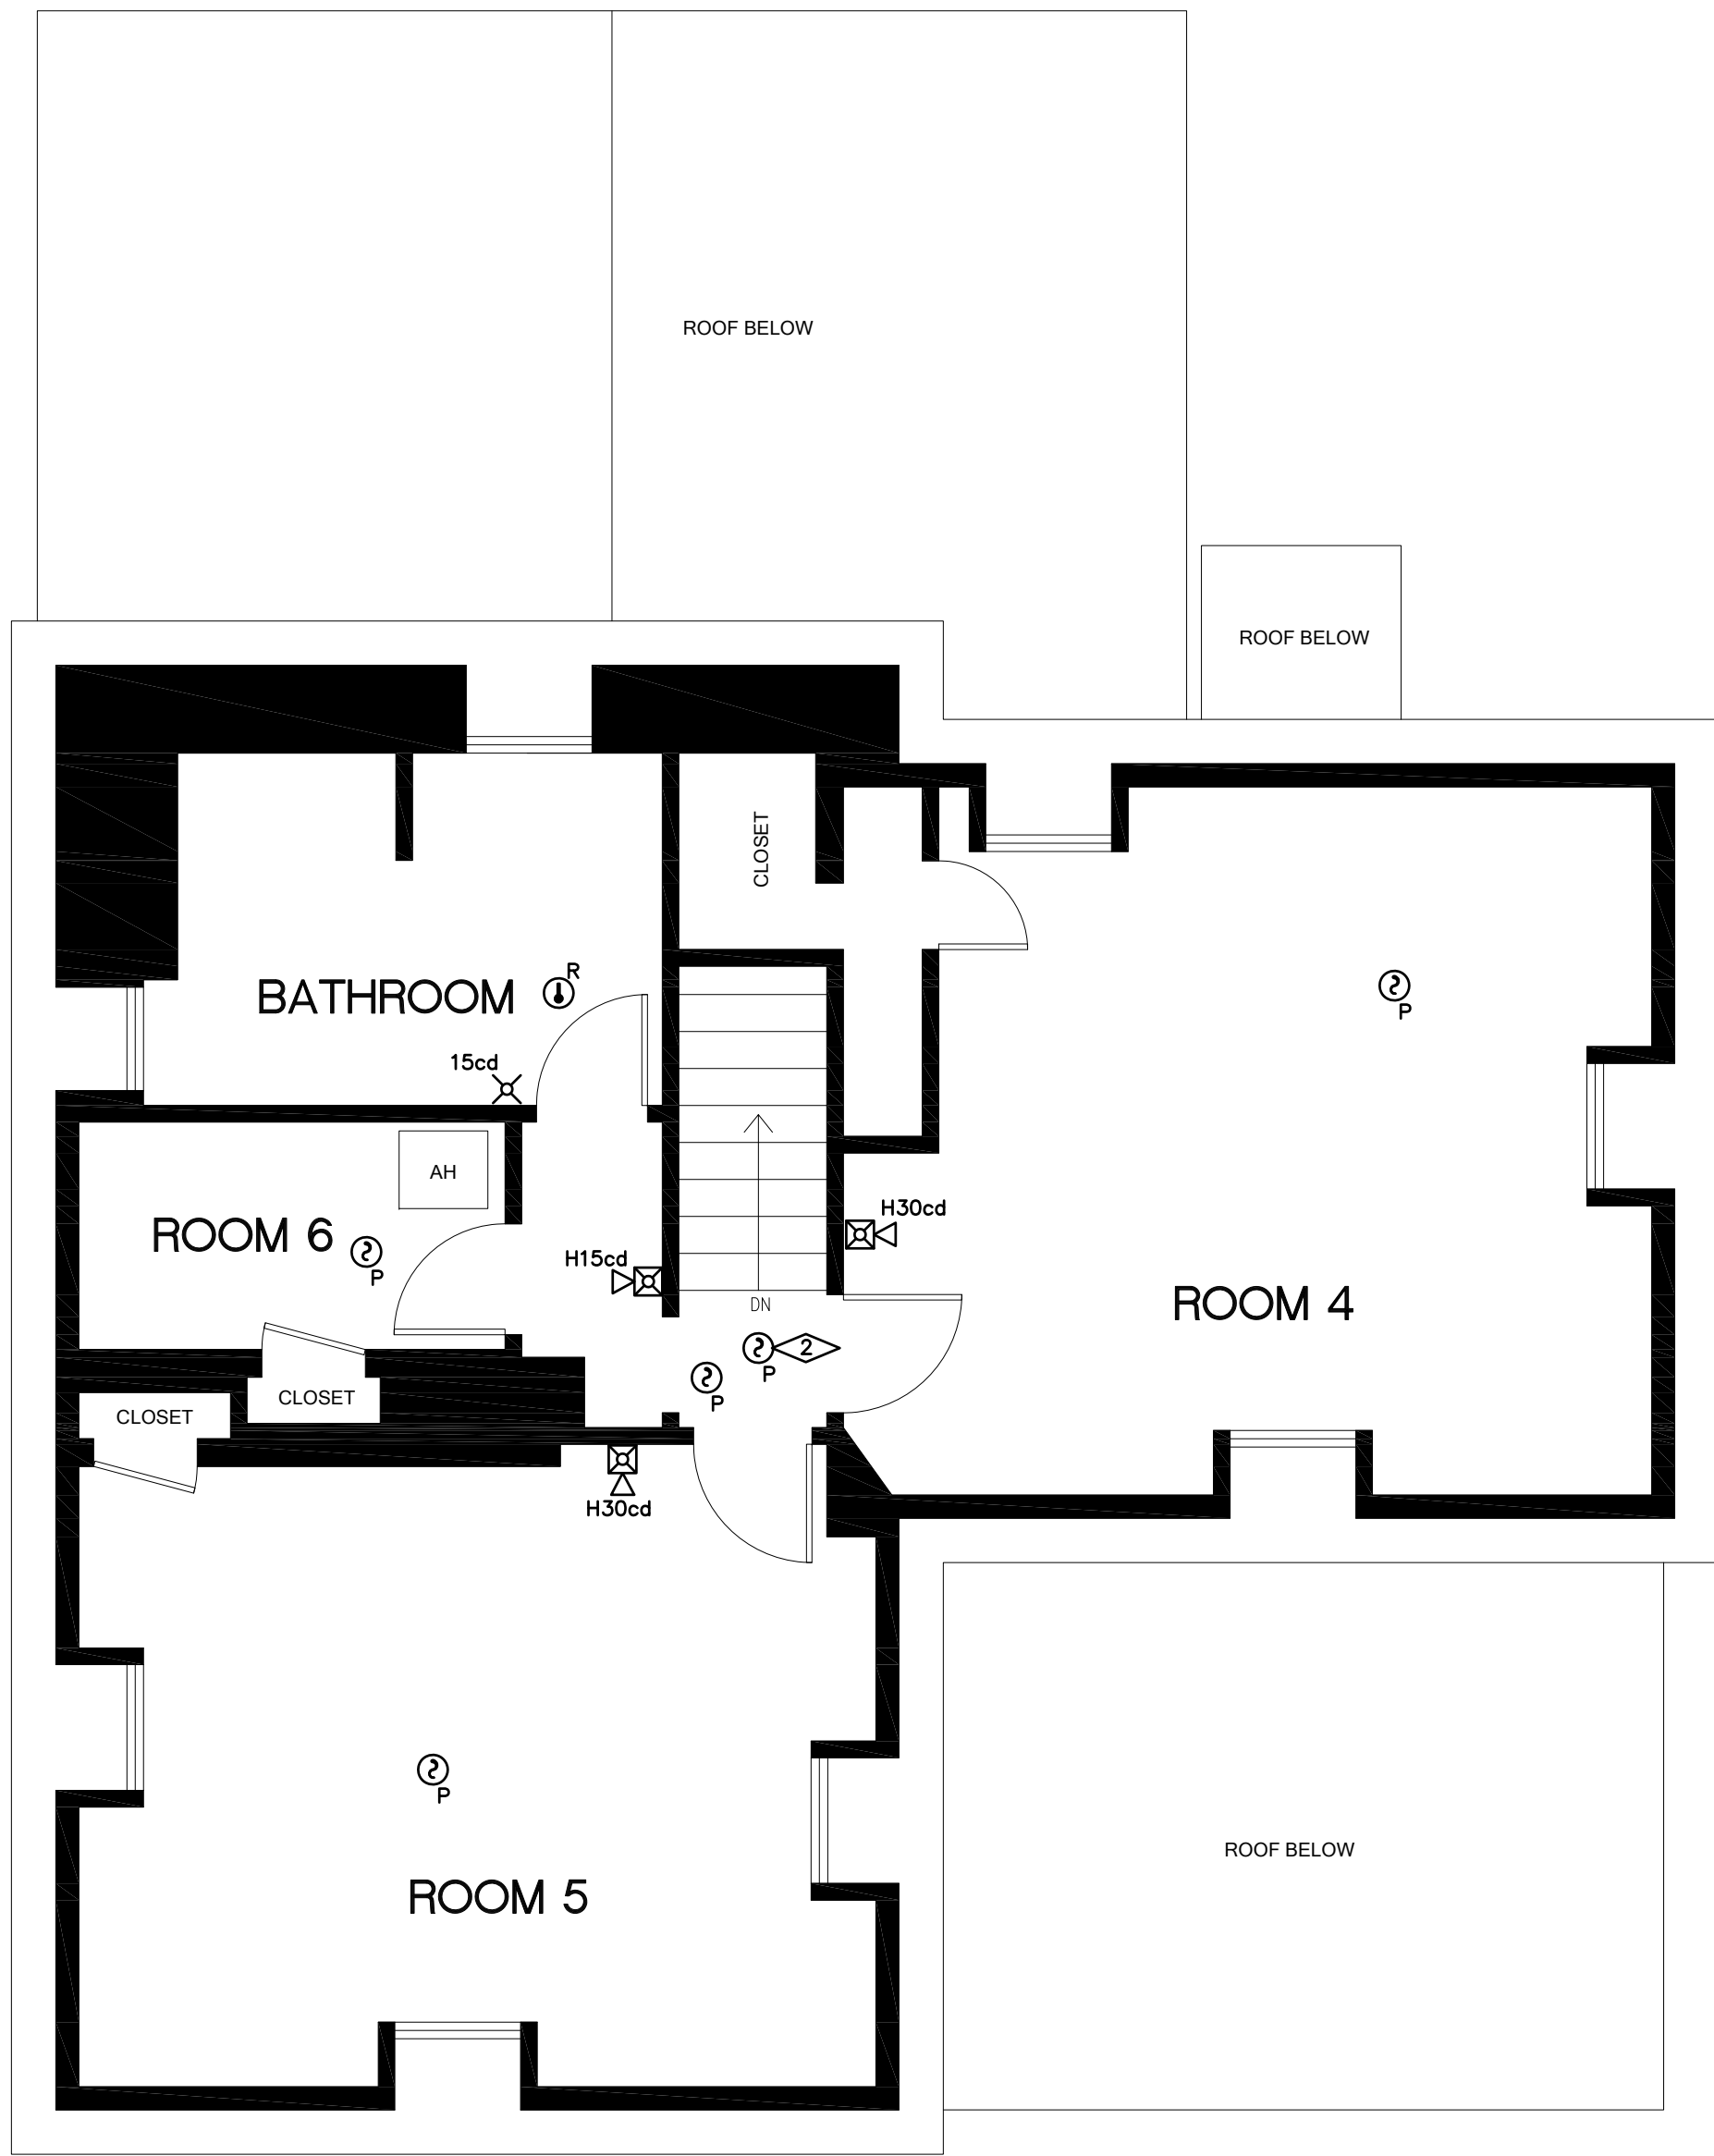 ROOF BELOW
ROOF BELOW
CLOSET
R
BATHROOM
P
15cd
AH
H30cd
ROOM 6
P
H15cd
ROOM 4
DN
2
P
P
CLOSET
CLOSET
H30cd
P
ROOF BELOW
ROOM 5